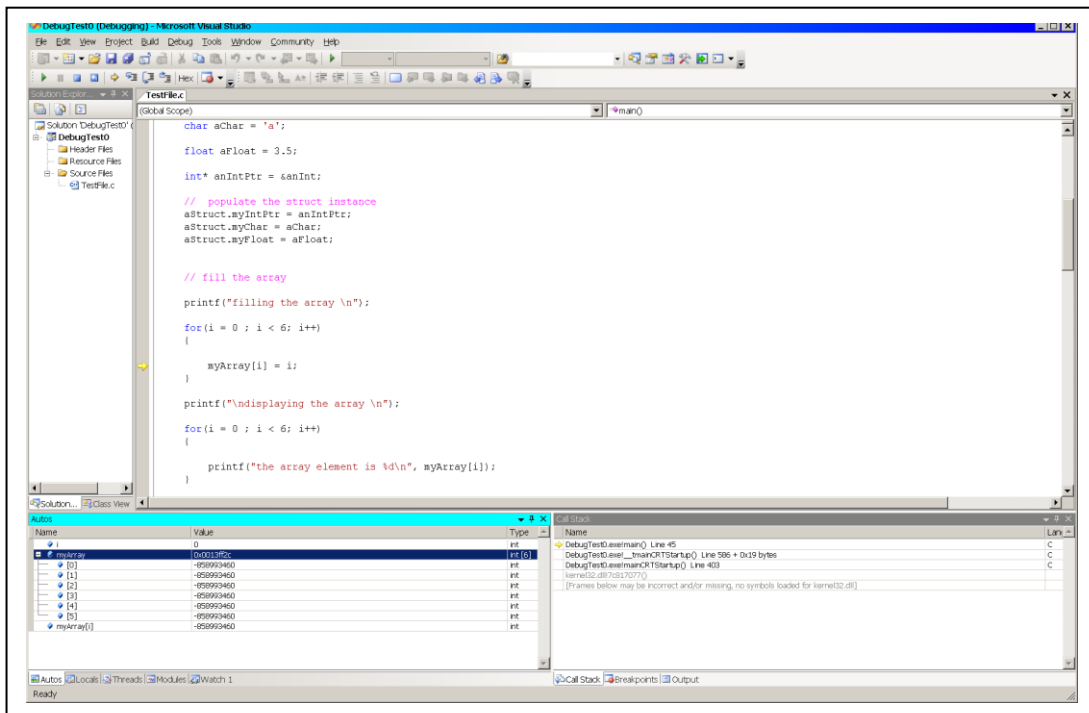 DebugTest0 (Debugging) - Microsoft Visual Studio
File Edit View Project Build Debug Tools Window Community Help
Hex
Solution Explor...
TestFile.c
(Global Scope)
main()
Solution 'DebugTest0' (
DebugTest0
Header Files
Resource Files
Source Files
TestFile.c
char aChar = 'a';
float aFloat = 3.5;
int* anIntPtr = &anInt;
// populate the struct instance
aStruct.myIntPtr = anIntPtr;
aStruct.myChar = aChar;
aStruct.myFloat = aFloat;
// fill the array
printf("filling the array \n");
for(i = 0 ; i < 6; i++)
{
myArray[i] = i;
}
printf("\ndisplaying the array \n");
for(i = 0 ; i < 6; i++)
{
printf("the array element is %d\n", myArray[i]);
}
Solution... Class View
Autos
Name Value Type
i 0 int
myArray 0x0013ff2c int [6]
[0] -858993460 int
[1] -858993460 int
[2] -858993460 int
[3] -858993460 int
[4] -858993460 int
[5] -858993460 int
myArray[i] -858993460 int
Autos Locals Threads Modules Watch 1
Call Stack
Name Lan
DebugTest0.exe!main() Line 45 C
DebugTest0.exe!__tmainCRTStartup() Line 586 + 0x19 bytes C
DebugTest0.exe!mainCRTStartup() Line 403 C
kernel32.dll!7c817077()
[Frames below may be incorrect and/or missing, no symbols loaded for kernel32.dll]
Call Stack Breakpoints Output
Ready